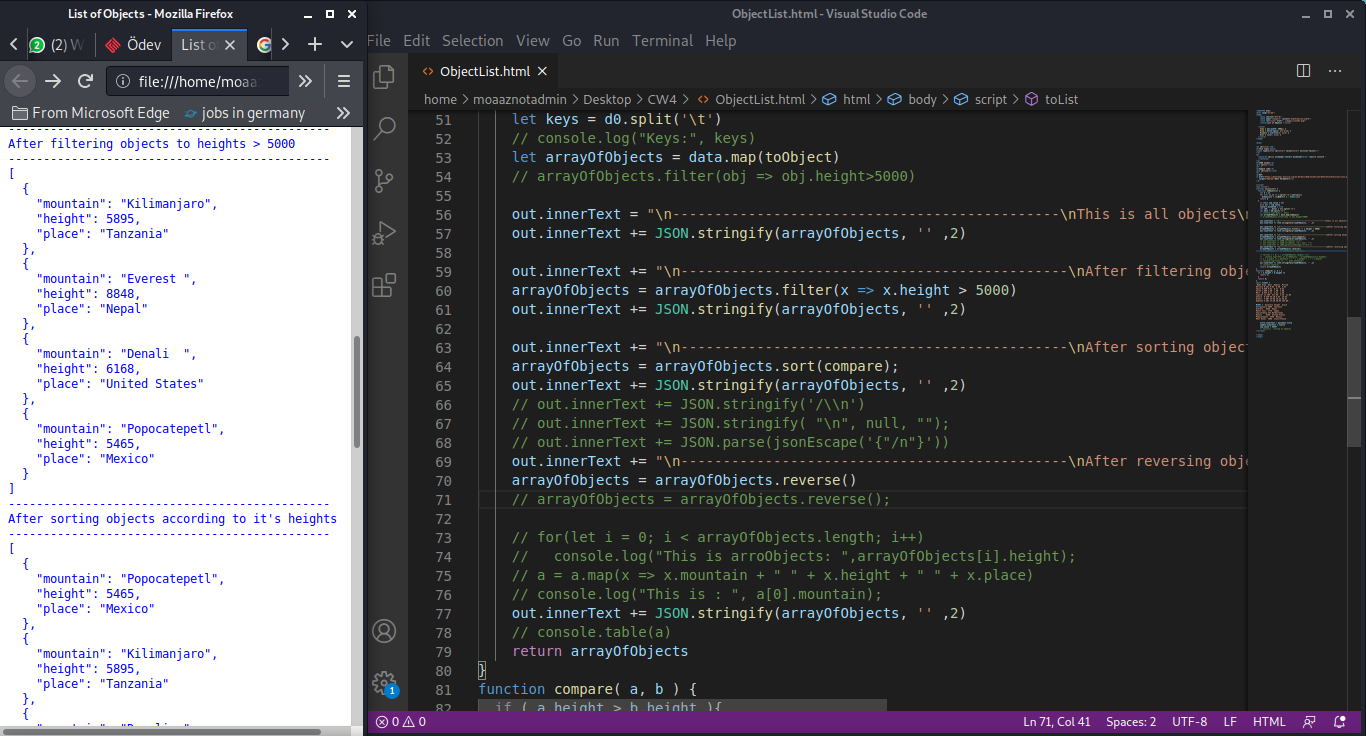 List of Objects - Mozilla Firefox
(2) W
Ödev
List o
file:///home/moaa
From Microsoft Edge
jobs in germany
-------------------------------------------
After filtering objects to heights > 5000
-------------------------------------------
[
  {
    "mountain": "Kilimanjaro",
    "height": 5895,
    "place": "Tanzania"
  },
  {
    "mountain": "Everest ",
    "height": 8848,
    "place": "Nepal"
  },
  {
    "mountain": "Denali  ",
    "height": 6168,
    "place": "United States"
  },
  {
    "mountain": "Popocatepetl",
    "height": 5465,
    "place": "Mexico"
  }
]
-------------------------------------------
After sorting objects according to it's heights
-------------------------------------------
[
  {
    "mountain": "Popocatepetl",
    "height": 5465,
    "place": "Mexico"
  },
  {
    "mountain": "Kilimanjaro",
    "height": 5895,
    "place": "Tanzania"
  },
  {
ObjectList.html - Visual Studio Code
File Edit Selection View Go Run Terminal Help
ObjectList.html
home > moaaznotadmin > Desktop > CW4 > ObjectList.html > html > body > script > toList
51 let keys = d0.split('\t')
52 // console.log("Keys:", keys)
53 let arrayOfObjects = data.map(toObject)
54 // arrayOfObjects.filter(obj => obj.height>5000)
55
56 out.innerText = "\n----------------------------------------------\nThis is all objects\n
57 out.innerText += JSON.stringify(arrayOfObjects, '' ,2)
58
59 out.innerText += "\n----------------------------------------------\nAfter filtering obje
60 arrayOfObjects = arrayOfObjects.filter(x => x.height > 5000)
61 out.innerText += JSON.stringify(arrayOfObjects, '' ,2)
62
63 out.innerText += "\n----------------------------------------------\nAfter sorting object
64 arrayOfObjects = arrayOfObjects.sort(compare);
65 out.innerText += JSON.stringify(arrayOfObjects, '' ,2)
66 // out.innerText += JSON.stringify('/\\n')
67 // out.innerText += JSON.stringify( "\n", null, "");
68 // out.innerText += JSON.parse(jsonEscape('{"/n"}'))
69 out.innerText += "\n----------------------------------------------\nAfter reversing obje
70 arrayOfObjects = arrayOfObjects.reverse()
71 // arrayOfObjects = arrayOfObjects.reverse();
72
73 // for(let i = 0; i < arrayOfObjects.length; i++)
74 //   console.log("This is arroObjects: ",arrayOfObjects[i].height);
75 // a = a.map(x => x.mountain + " " + x.height + " " + x.place)
76 // console.log("This is : ", a[0].mountain);
77 out.innerText += JSON.stringify(arrayOfObjects, '' ,2)
78 // console.table(a)
79 return arrayOfObjects
80 }
81 function compare( a, b ) {
82 if ( a.height > b.height ){
1
0 0
Ln 71, Col 41 Spaces: 2 UTF-8 LF HTML